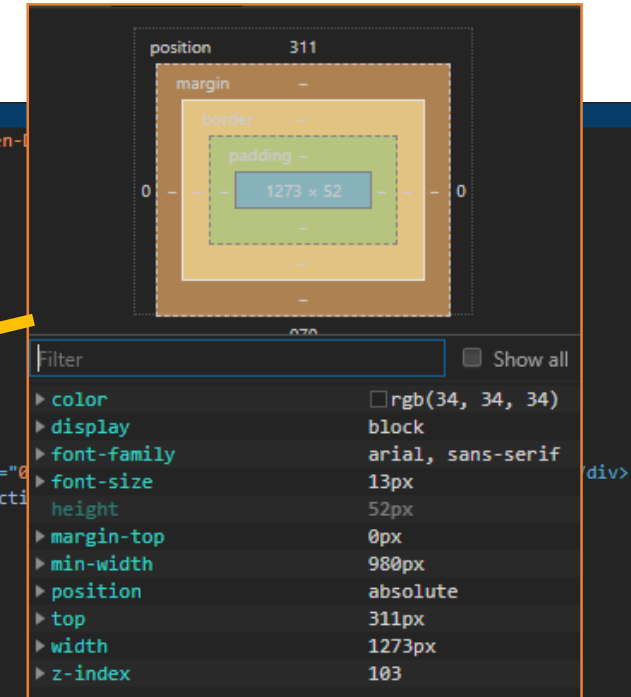 position 311
margin –
border –
padding –
0 – – – 1273 × 52 – – – 0
–
–
–
Filter Show all
color rgb(34, 34, 34)
display block
font-family arial, sans-serif
="0 font-size 13px /div>
cti
height 52px
margin-top 0px
min-width 980px
position absolute
top 311px
width 1273px
z-index 103